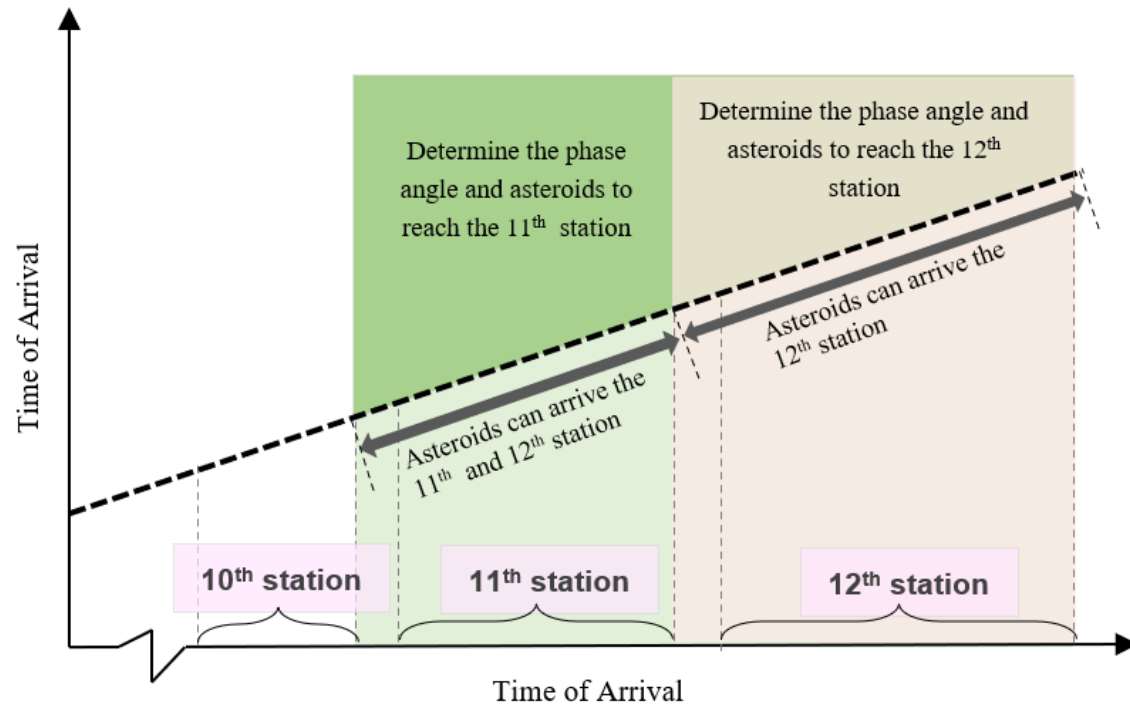 Time of Arrival
Determine the phase
angle and asteroids to
reach the 11th station
Determine the phase angle and
asteroids to reach the 12th
station
Asteroids can arrive the
11th and 12th station
Asteroids can arrive the
12th station
10th station
11th station
12th station
Time of Arrival